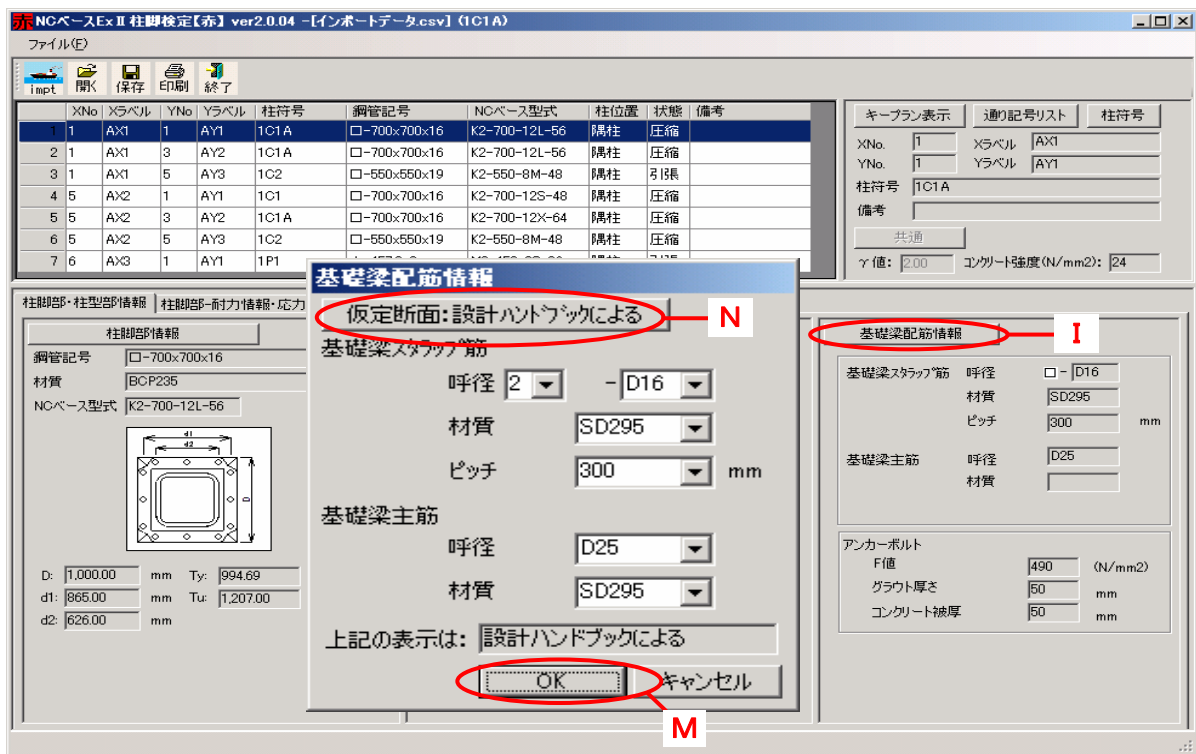 赤 NCベースExⅡ 柱脚検定【赤】 ver2.0.04 -[インポートデータ.csv] (1C1A)
ファイル(F)
impt 開く 保存 印刷 終了
XNo Xラベル YNo Yラベル 柱符号 鋼管記号 NCベース型式 柱位置 状態 備考
1 1 AX1 1 AY1 1C1A □-700x700x16 K2-700-12L-56 隅柱 圧縮
2 1 AX1 3 AY2 1C1A □-700x700x16 K2-700-12L-56 隅柱 圧縮
3 1 AX1 5 AY3 1C2 □-550x550x19 K2-550-8M-48 隅柱 引張
4 5 AX2 1 AY1 1C1 □-700x700x16 K2-700-12S-48 隅柱 圧縮
5 5 AX2 3 AY2 1C1A □-700x700x16 K2-700-12X-64 隅柱 圧縮
6 5 AX2 5 AY3 1C2 □-550x550x19 K2-550-8M-48 隅柱 圧縮
7 6 AX3 1 AY1 1P1
キープラン表示 通り記号リスト 柱符号
XNo. 1 Xラベル AX1
YNo. 1 Yラベル AY1
柱符号 1C1A
備考
共通
γ値: 2.00 コンクリート強度(N/mm2): 24
柱脚部・柱型部情報 柱脚部-耐力情報・応力
柱脚部情報
鋼管記号 □-700x700x16
材質 BCP235
NCベース型式 K2-700-12L-56
d1
d2
D
D: 1,000.00 mm Ty: 994.69
d1: 865.00 mm Tu: 1,207.00
d2: 626.00 mm
基礎梁配筋情報
仮定断面:設計ハンドブックによる
N
基礎梁スタラップ筋
呼径 2 -D16
材質 SD295
ピッチ 300 mm
基礎梁主筋
呼径 D25
材質 SD295
上記の表示は: 設計ハンドブックによる
OK キャンセル
M
基礎梁配筋情報
I
基礎梁スタラップ筋 呼径 □-D16
材質 SD295
ピッチ 300 mm
基礎梁主筋 呼径 D25
材質
アンカーボルト
F値 490 (N/mm2)
グラウト厚さ 50 mm
コンクリート被厚 50 mm